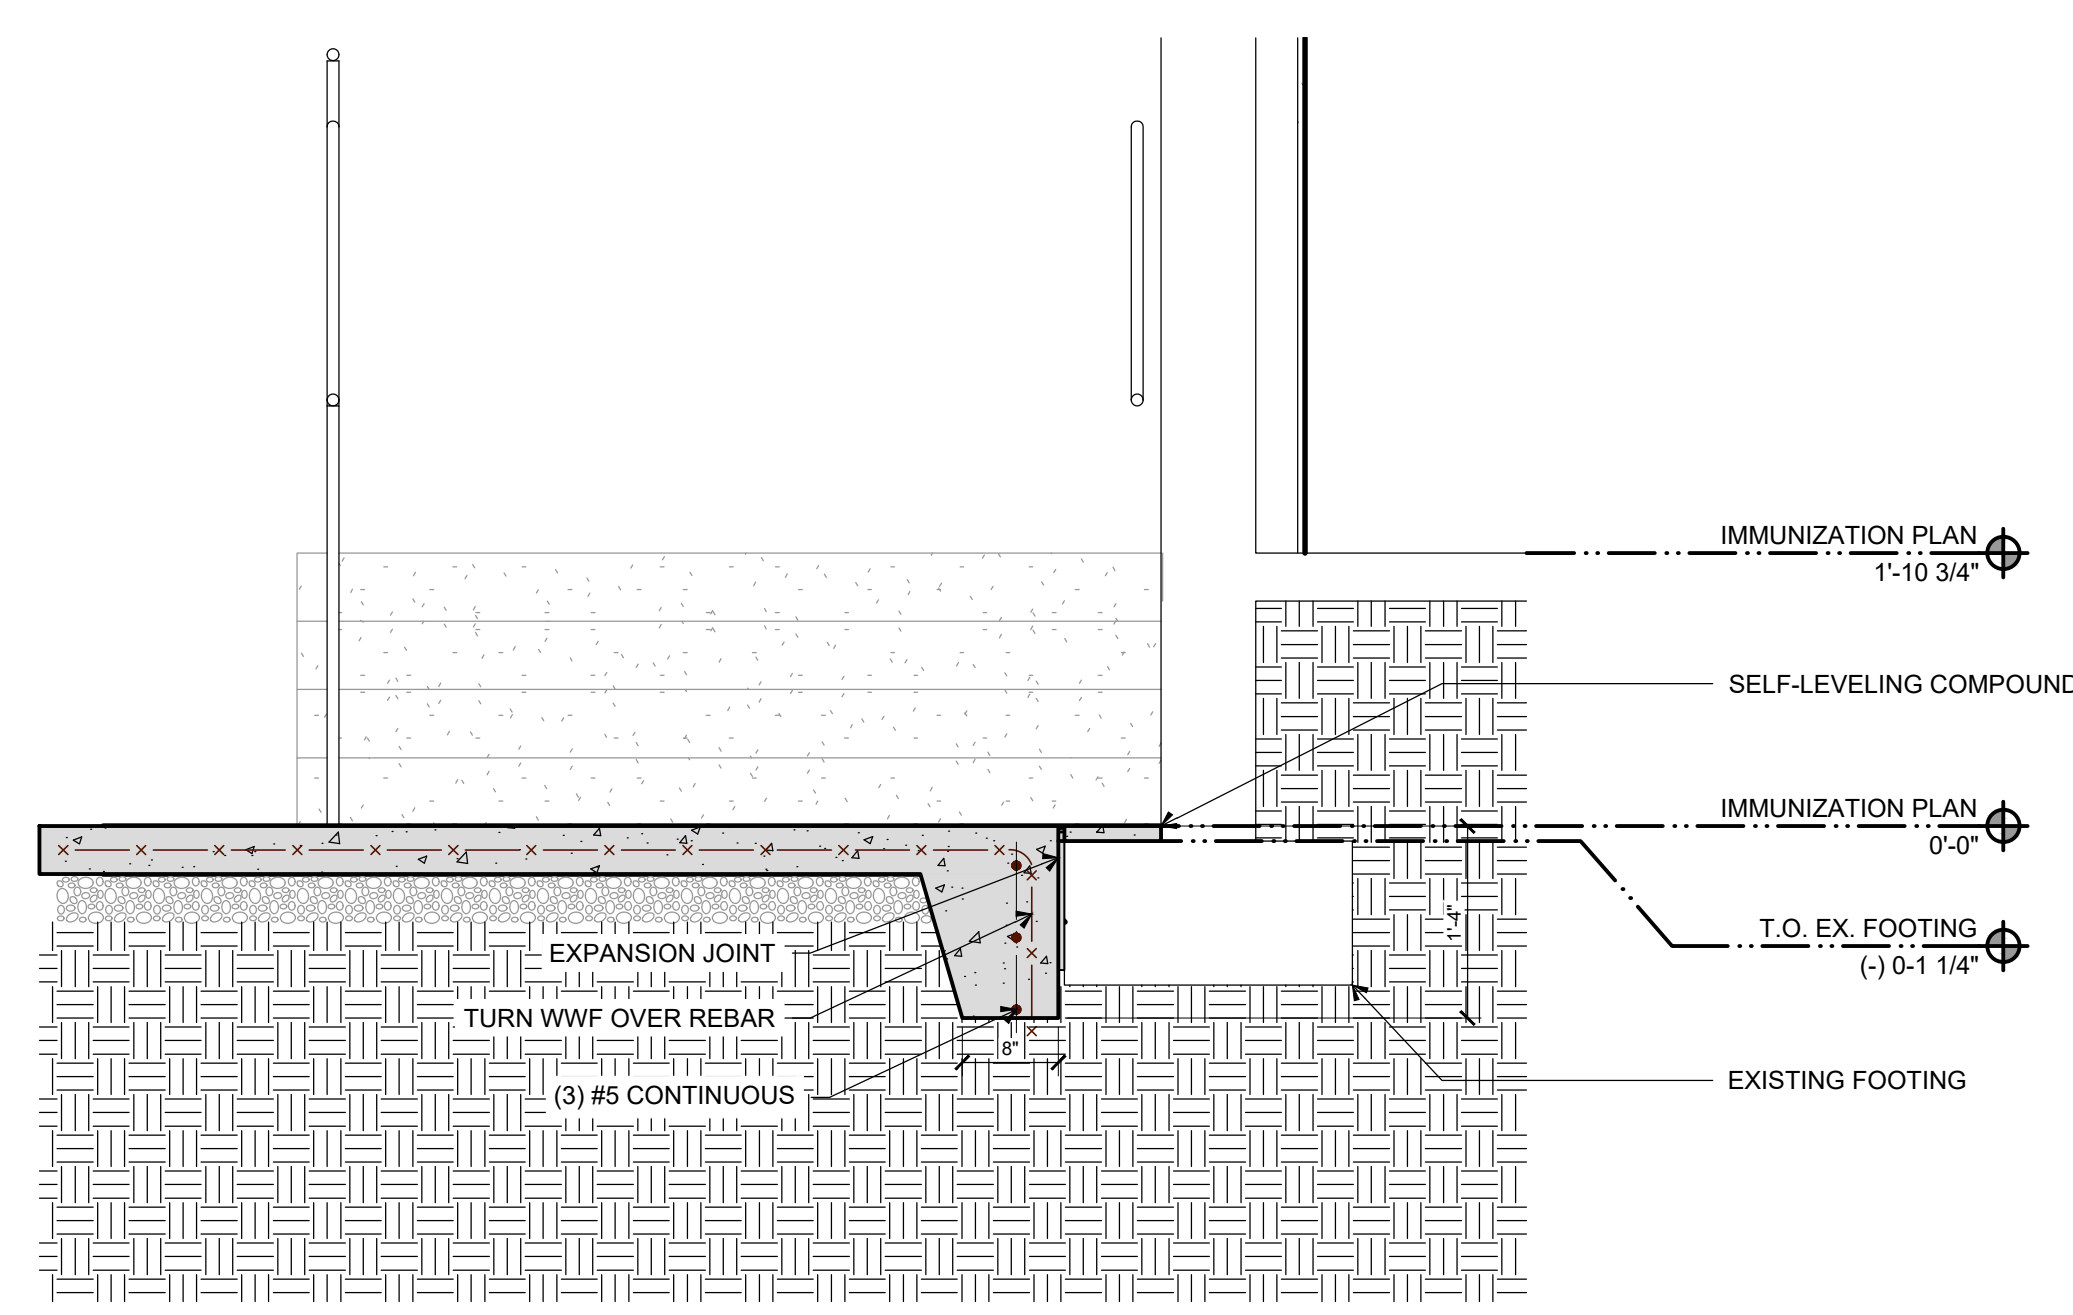 IMMUNIZATION PLAN
1'-10 3/4"
SELF-LEVELING COMPOUND
IMMUNIZATION PLAN
0'-0"
1'-4"
T.O. EX. FOOTING
(-) 0-1 1/4"
EXPANSION JOINT
TURN WWF OVER REBAR
8"
(3) #5 CONTINUOUS
EXISTING FOOTING